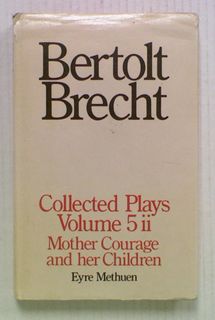 Bertolt
Brecht
Collected Plays
Volume 5 ii
Mother Courage
and her Children
Eyre Methuen